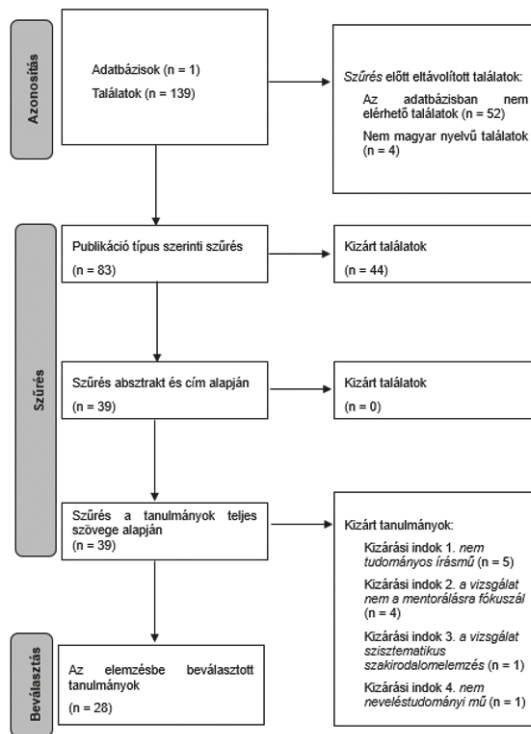 Azonosítás
Adatbázisok (n = 1)
Találatok (n = 139)
Szűrés előtt eltávolított találatok:
Az adatbázisban nem
elérhető találatok (n = 52)
Nem magyar nyelvű találatok
(n = 4)
Szűrés
Publikáció típus szerinti szűrés
(n = 83)
Kizárt találatok
(n = 44)
Szűrés absztrakt és cím alapján
(n = 39)
Kizárt találatok
(n = 0)
Szűrés a tanulmányok teljes
szövege alapján
(n = 39)
Kizárt tanulmányok:
Kizárási indok 1. nem
tudományos írásmű (n = 5)
Kizárási indok 2. a vizsgálat
nem a mentorálásra fókuszál
(n = 4)
Kizárási indok 3. a vizsgálat
szisztematikus
szakirodalomelemzés (n = 1)
Kizárási indok 4. nem
neveléstudományi mű (n = 1)
Beválasztás
Az elemzésbe beválasztott
tanulmányok
(n = 28)